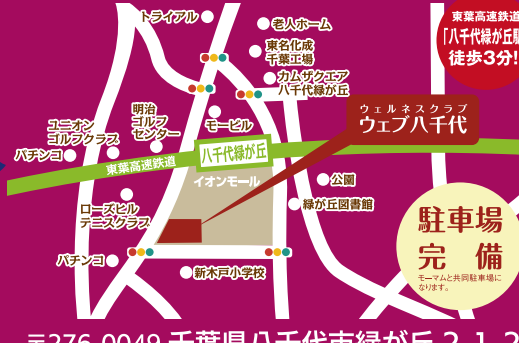 トライアル
老人ホーム
東葉高速鉄道
「八千代緑が丘
徒歩3分!
東名化成
千葉工場
カムザクエア
八千代緑が丘
ウェルネスクラブ
ウェブ八千代
明治
ゴルフ
センター
モービル
ユニオン
ゴルフクラブ
パチンコ
東葉高速鉄道
八千代緑が丘
イオンモール
公園
緑が丘図書館
ローズヒル
テニスクラブ
駐車場
完備
モーマムと共同駐車場に
なります。
パチンコ
新木戸小学校
〒276-0049 千葉県八千代市緑が丘 2-1-2